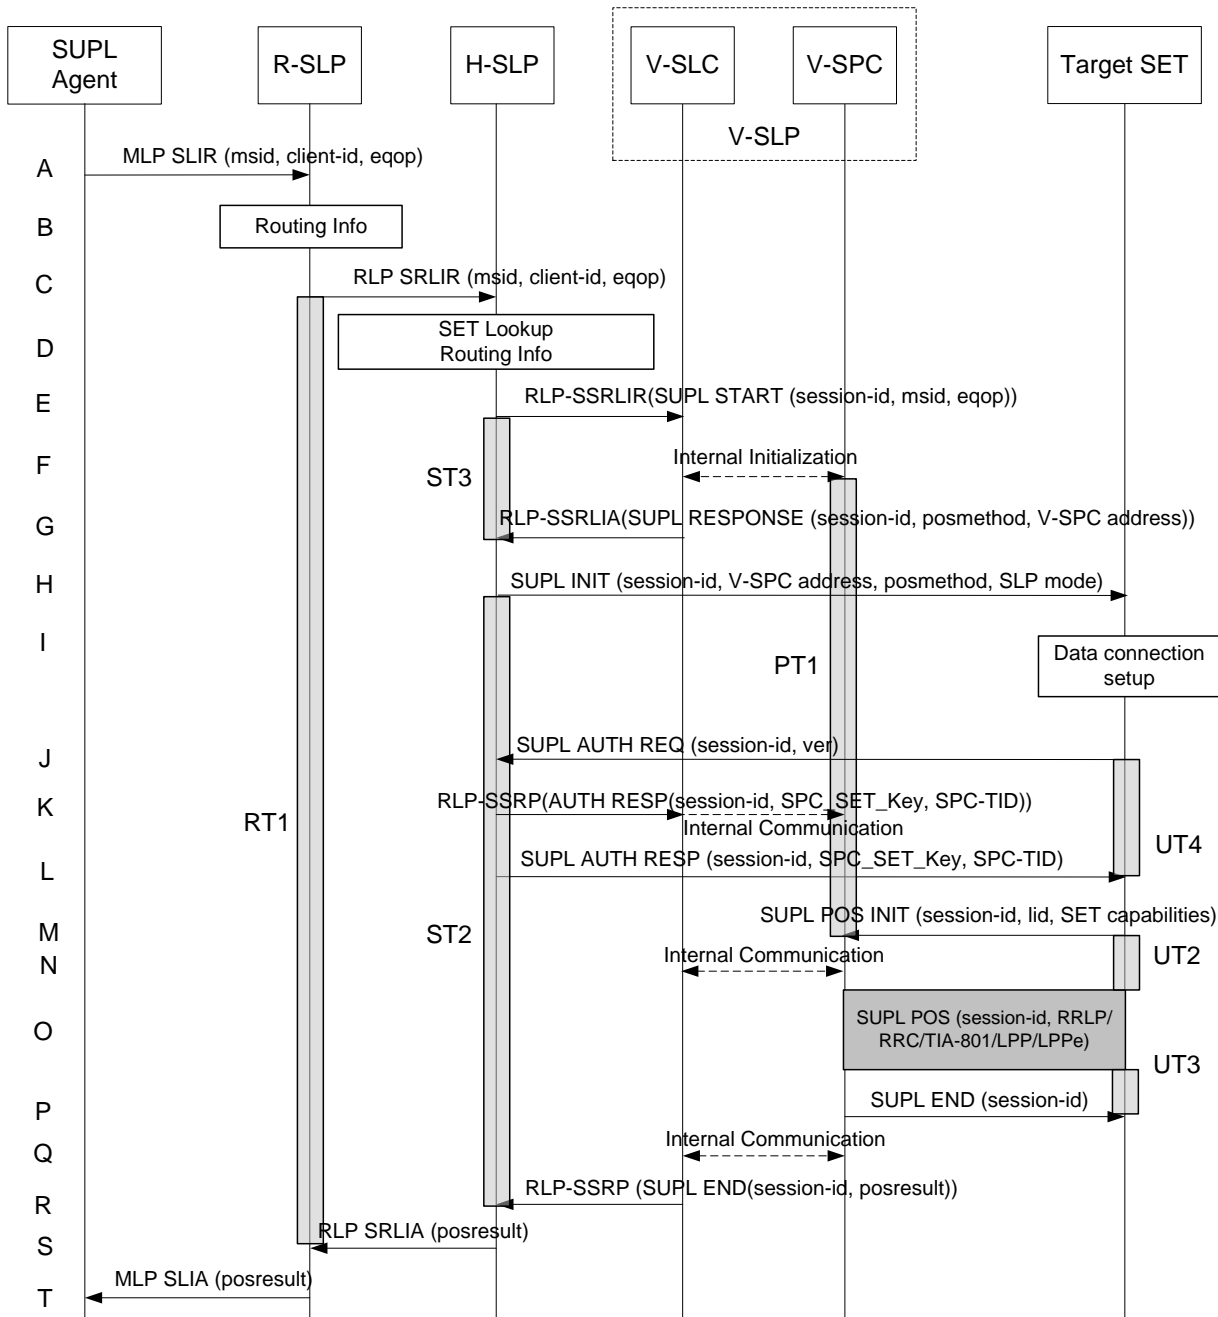 SUPL
Agent
R-SLP
H-SLP
V-SLC
V-SPC
Target SET
V-SLP
A
MLP SLIR (msid, client-id, eqop)
B
Routing Info
C
RLP SRLIR (msid, client-id, eqop)
D
SET Lookup
Routing Info
E
RLP-SSRLIR(SUPL START (session-id, msid, eqop))
F
ST3
Internal Initialization
G
RLP-SSRLIA(SUPL RESPONSE (session-id, posmethod, V-SPC address))
H
SUPL INIT (session-id, V-SPC address, posmethod, SLP mode)
I
Data connection
setup
PT1
J
SUPL AUTH REQ (session-id, ver)
K
RLP-SSRP(AUTH RESP(session-id, SPC_SET_Key, SPC-TID))
Internal Communication
RT1
UT4
L
SUPL AUTH RESP (session-id, SPC_SET_Key, SPC-TID)
M
SUPL POS INIT (session-id, lid, SET capabilities)
ST2
N
Internal Communication
UT2
O
SUPL POS (session-id, RRLP/
RRC/TIA-801/LPP/LPPe)
UT3
P
SUPL END (session-id)
Q
Internal Communication
R
RLP-SSRP (SUPL END(session-id, posresult))
S
RLP SRLIA (posresult)
T
MLP SLIA (posresult)